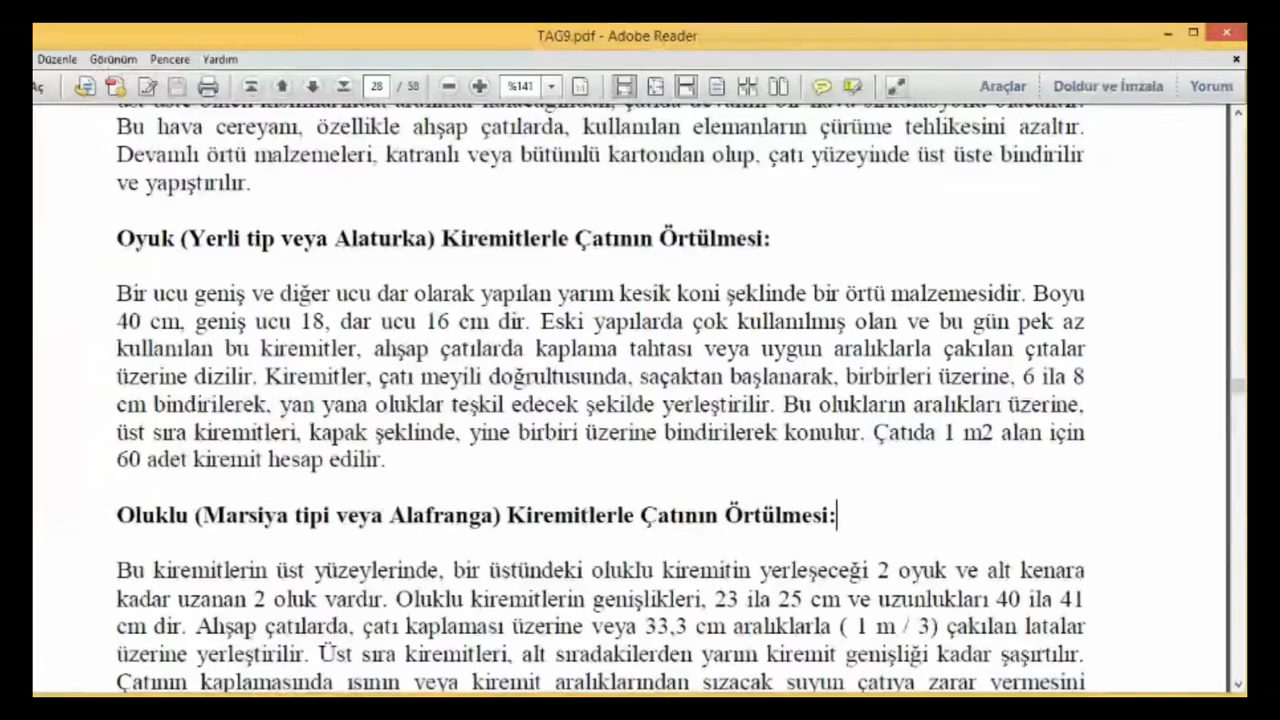 TAG9.pdf - Adobe Reader
Düzenle Görünüm Pencere Yardım
28 / 58 %141 Araçlar Doldur ve İmzala Yorum
Bu hava cereyanı, özellikle ahşap çatılarda, kullanılan elemanların çürüme tehlikesini azaltır.
Devamlı örtü malzemeleri, katranlı veya bütümlü kartondan olup, çatı yüzeyinde üst üste bindirilir
ve yapıştırılır.
Oyuk (Yerli tip veya Alaturka) Kiremitlerle Çatının Örtülmesi:
Bir ucu geniş ve diğer ucu dar olarak yapılan yarım kesik koni şeklinde bir örtü malzemesidir. Boyu
40 cm, geniş ucu 18, dar ucu 16 cm dir. Eski yapılarda çok kullanılmış olan ve bu gün pek az
kullanılan bu kiremitler, ahşap çatılarda kaplama tahtası veya uygun aralıklarla çakılan çıtalar
üzerine dizilir. Kiremitler, çatı meyili doğrultusunda, saçaktan başlanarak, birbirleri üzerine, 6 ila 8
cm bindirilerek, yan yana oluklar teşkil edecek şekilde yerleştirilir. Bu olukların aralıkları üzerine,
üst sıra kiremitleri, kapak şeklinde, yine birbiri üzerine bindirilerek konulur. Çatıda 1 m2 alan için
60 adet kiremit hesap edilir.
Oluklu (Marsiya tipi veya Alafranga) Kiremitlerle Çatının Örtülmesi:
Bu kiremitlerin üst yüzeylerinde, bir üstündeki oluklu kiremitin yerleşeceği 2 oyuk ve alt kenara
kadar uzanan 2 oluk vardır. Oluklu kiremitlerin genişlikleri, 23 ila 25 cm ve uzunlukları 40 ila 41
cm dir. Ahşap çatılarda, çatı kaplaması üzerine veya 33,3 cm aralıklarla ( 1 m / 3) çakılan latalar
üzerine yerleştirilir. Üst sıra kiremitleri, alt sıradakilerden yarım kiremit genişliği kadar şaşırtılır.
Çatının kaplamasında ısının veya kiremit aralıklarından sızacak suyun çatıya zarar vermesini